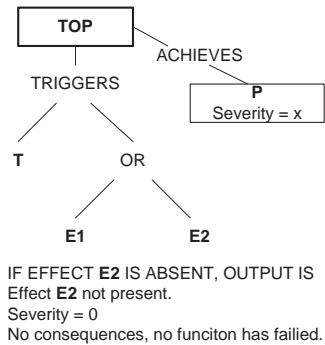 TOP
ACHIEVES
TRIGGERS
P
Severity = x
T
OR
E1
E2
IF EFFECT E2 IS ABSENT, OUTPUT IS
Effect E2 not present.
Severity = 0
No consequences, no funciton has failied.